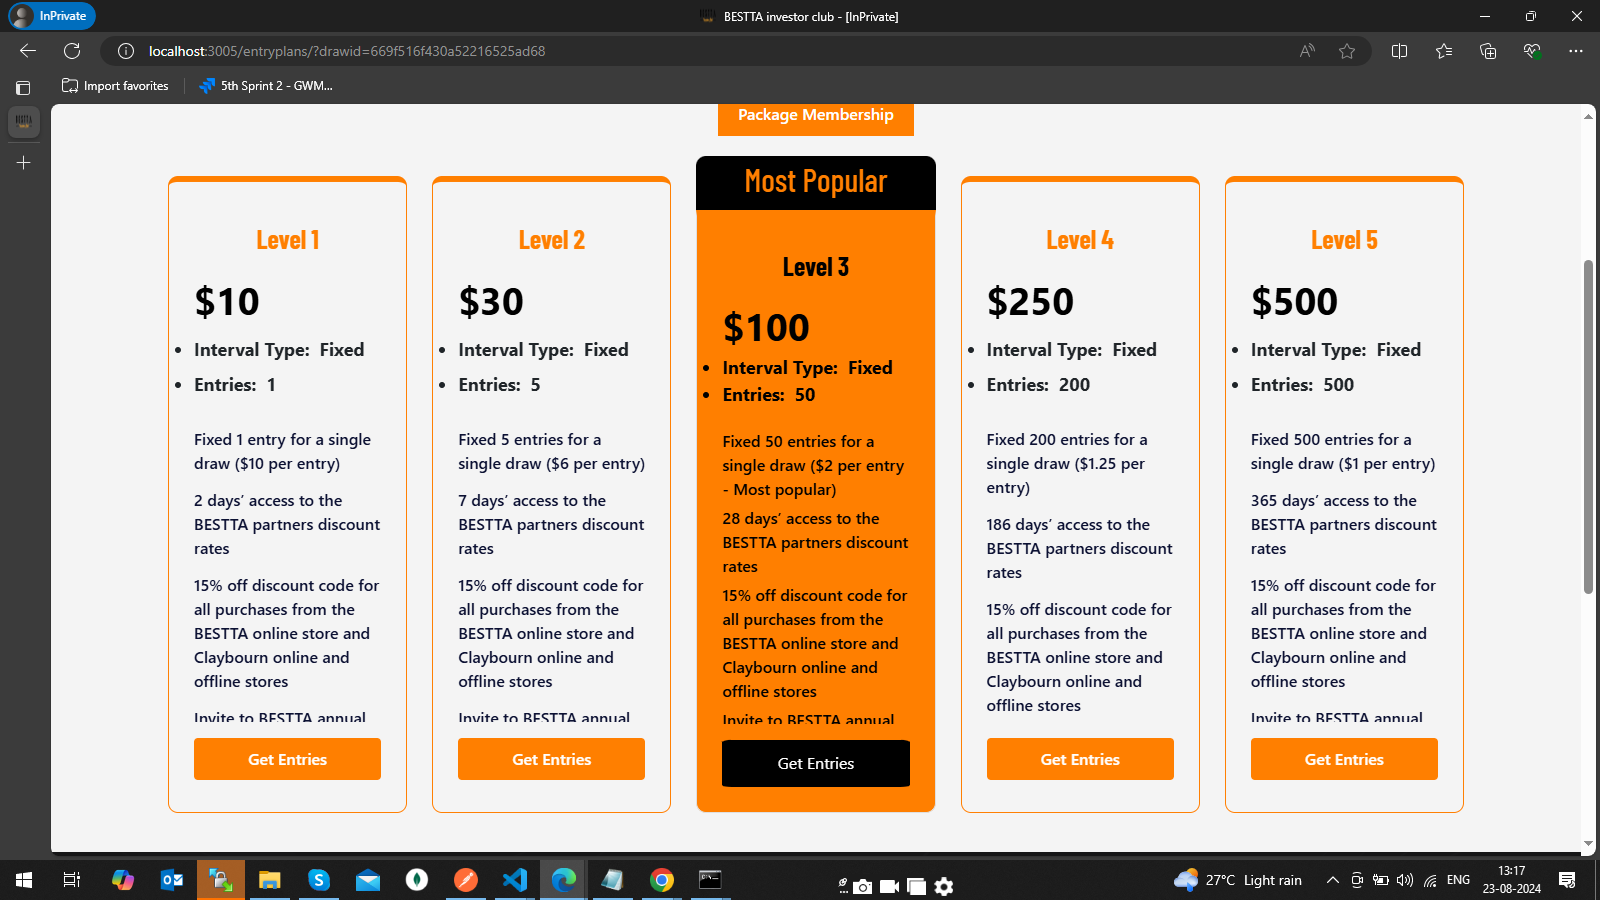 InPrivate
BESTTA investor club - [InPrivate]
localhost:3005/entryplans/?drawid=669f516f430a52216525ad68
Import favorites
5th Sprint 2 - GWM...
Package Membership
Level 1
$10
Interval Type: Fixed
Entries: 1
Fixed 1 entry for a single
draw ($10 per entry)
2 days’ access to the
BESTTA partners discount
rates
15% off discount code for
all purchases from the
BESTTA online store and
Claybourn online and
offline stores
Invite to BESTTA annual
Get Entries
Level 2
$30
Interval Type: Fixed
Entries: 5
Fixed 5 entries for a
single draw ($6 per entry)
7 days’ access to the
BESTTA partners discount
rates
15% off discount code for
all purchases from the
BESTTA online store and
Claybourn online and
offline stores
Invite to BESTTA annual
Get Entries
Most Popular
Level 3
$100
Interval Type: Fixed
Entries: 50
Fixed 50 entries for a
single draw ($2 per entry
- Most popular)
28 days’ access to the
BESTTA partners discount
rates
15% off discount code for
all purchases from the
BESTTA online store and
Claybourn online and
offline stores
Invite to BESTTA annual
Get Entries
Level 4
$250
Interval Type: Fixed
Entries: 200
Fixed 200 entries for a
single draw ($1.25 per
entry)
186 days’ access to the
BESTTA partners discount
rates
15% off discount code for
all purchases from the
BESTTA online store and
Claybourn online and
offline stores
Get Entries
Level 5
$500
Interval Type: Fixed
Entries: 500
Fixed 500 entries for a
single draw ($1 per entry)
365 days’ access to the
BESTTA partners discount
rates
15% off discount code for
all purchases from the
BESTTA online store and
Claybourn online and
offline stores
Invite to BESTTA annual
Get Entries
27°C Light rain
ENG
13:17
23-08-2024